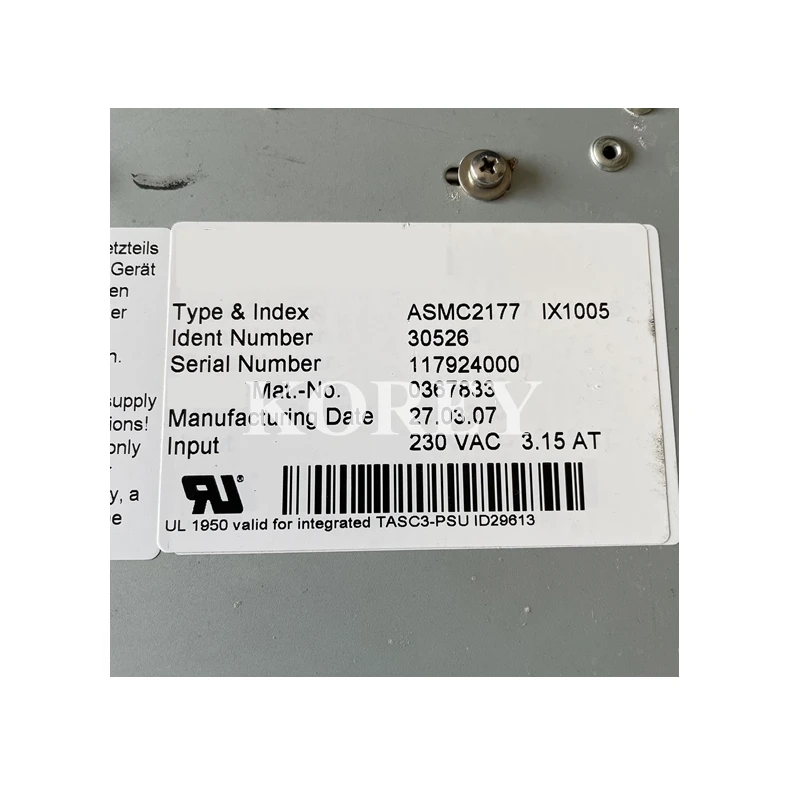 etzteils
Gerät
en
er
n.
supply
ions!
only
r
y, a
e
Type & Index ASMC2177 IX1005
Ident Number 30526
Serial Number 117924000
Mat.-No. 0367833
Manufacturing Date 27.03.07
Input 230 VAC 3.15 AT
KOREY
RU®
UL 1950 valid for integrated TASC3-PSU ID29613